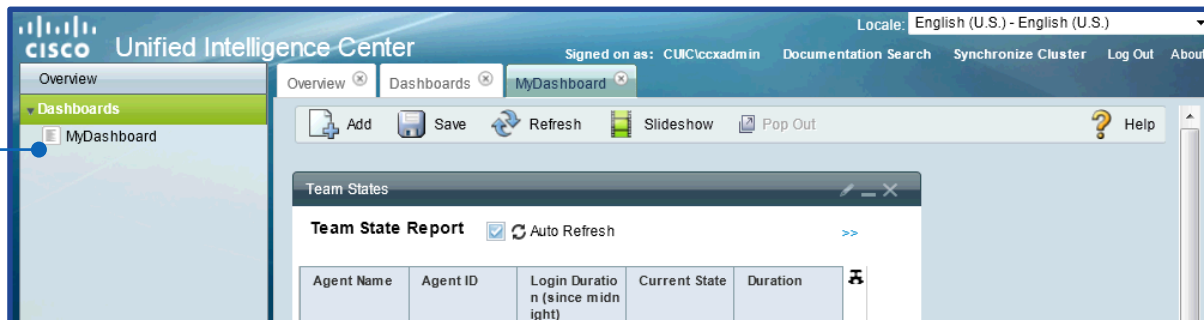 Locale: English (U.S.) - English (U.S.)
CISCO Unified Intelligence Center
Signed on as: CUIC\ccxadmin Documentation Search Synchronize Cluster Log Out About
Overview
Overview Dashboards MyDashboard
Dashboards
MyDashboard
Add Save Refresh Slideshow Pop Out Help
Team States
Team State Report Auto Refresh >>
Agent Name Agent ID Login Duratio Current State Duration
n (since midn
ight)